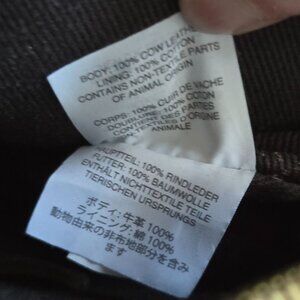 BODY: 100% COW LEATHER
LINING: 100% COTTON
CONTAINS NON-TEXTILE PARTS
OF ANIMAL ORIGIN
CORPS: 100% CUIR DE VACHE
DOUBLURE: 100% COTON
CONTIENT DES PARTIES
NON TEXTILES D'ORIGINE
ANIMALE
HAUPTTEIL: 100% RINDLEDER
FUTTER: 100% BAUMWOLLE
ENTHÄLT NICHTTEXTILE TEILE
TIERISCHEN URSPRUNGS
ボディ: 牛革 100%
ライニング: 綿 100%
動物由来の非布地部分を含み
ます